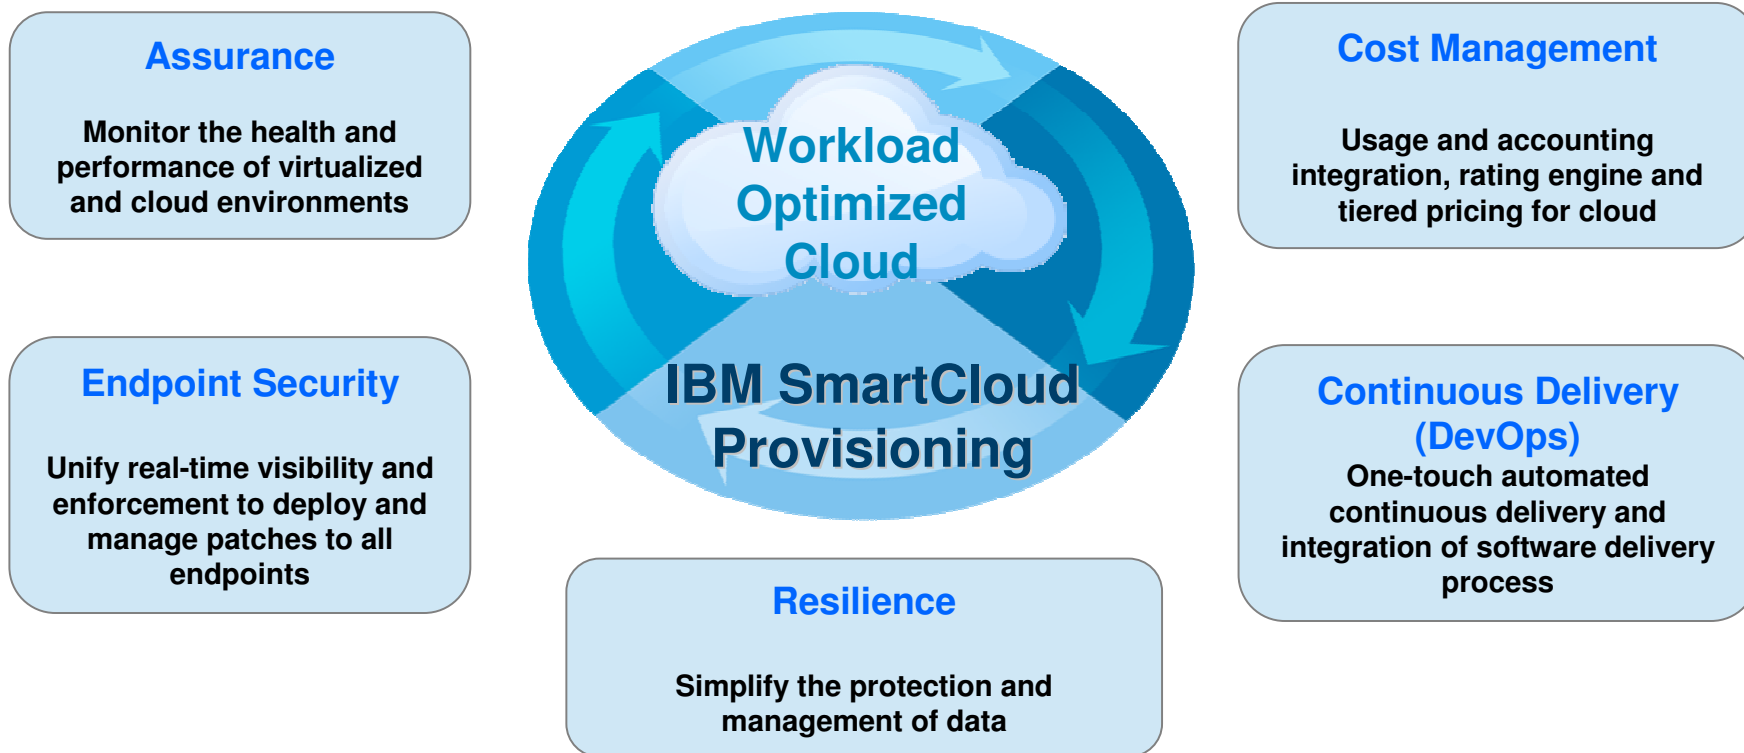 Assurance
Monitor the health and
performance of virtualized
and cloud environments
Workload
Optimized
Cloud
IBM SmartCloud
Provisioning
Cost Management
Usage and accounting
integration, rating engine and
tiered pricing for cloud
Endpoint Security
Unify real-time visibility and
enforcement to deploy and
manage patches to all
endpoints
Continuous Delivery
(DevOps)
One-touch automated
continuous delivery and
integration of software delivery
process
Resilience
Simplify the protection and
management of data